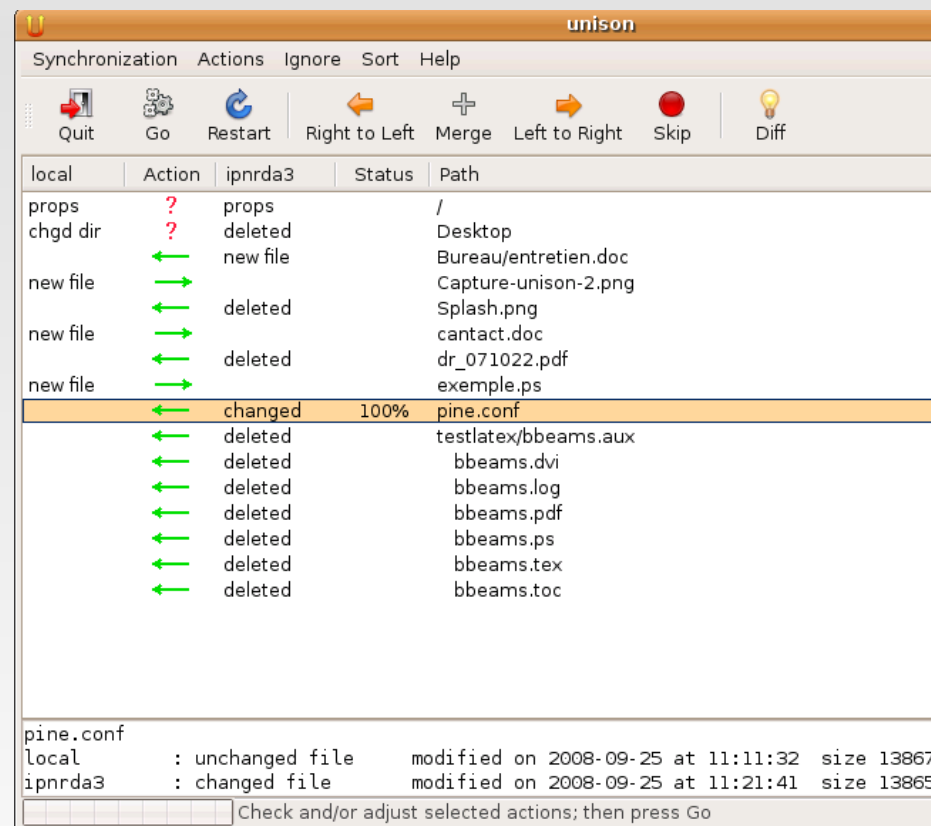 unison
Synchronization Actions Ignore Sort Help
Quit Go Restart Right to Left Merge Left to Right Skip Diff
local Action ipnrda3 Status Path
props ? props /
chgd dir ? deleted Desktop
new file Bureau/entretien.doc
new file Capture-unison-2.png
deleted Splash.png
new file cantact.doc
deleted dr_071022.pdf
new file exemple.ps
changed 100% pine.conf
deleted testlatex/bbeams.aux
deleted bbeams.dvi
deleted bbeams.log
deleted bbeams.pdf
deleted bbeams.ps
deleted bbeams.tex
deleted bbeams.toc
pine.conf
local : unchanged file modified on 2008-09-25 at 11:11:32 size 13867
ipnrda3 : changed file modified on 2008-09-25 at 11:21:41 size 13865
Check and/or adjust selected actions; then press Go